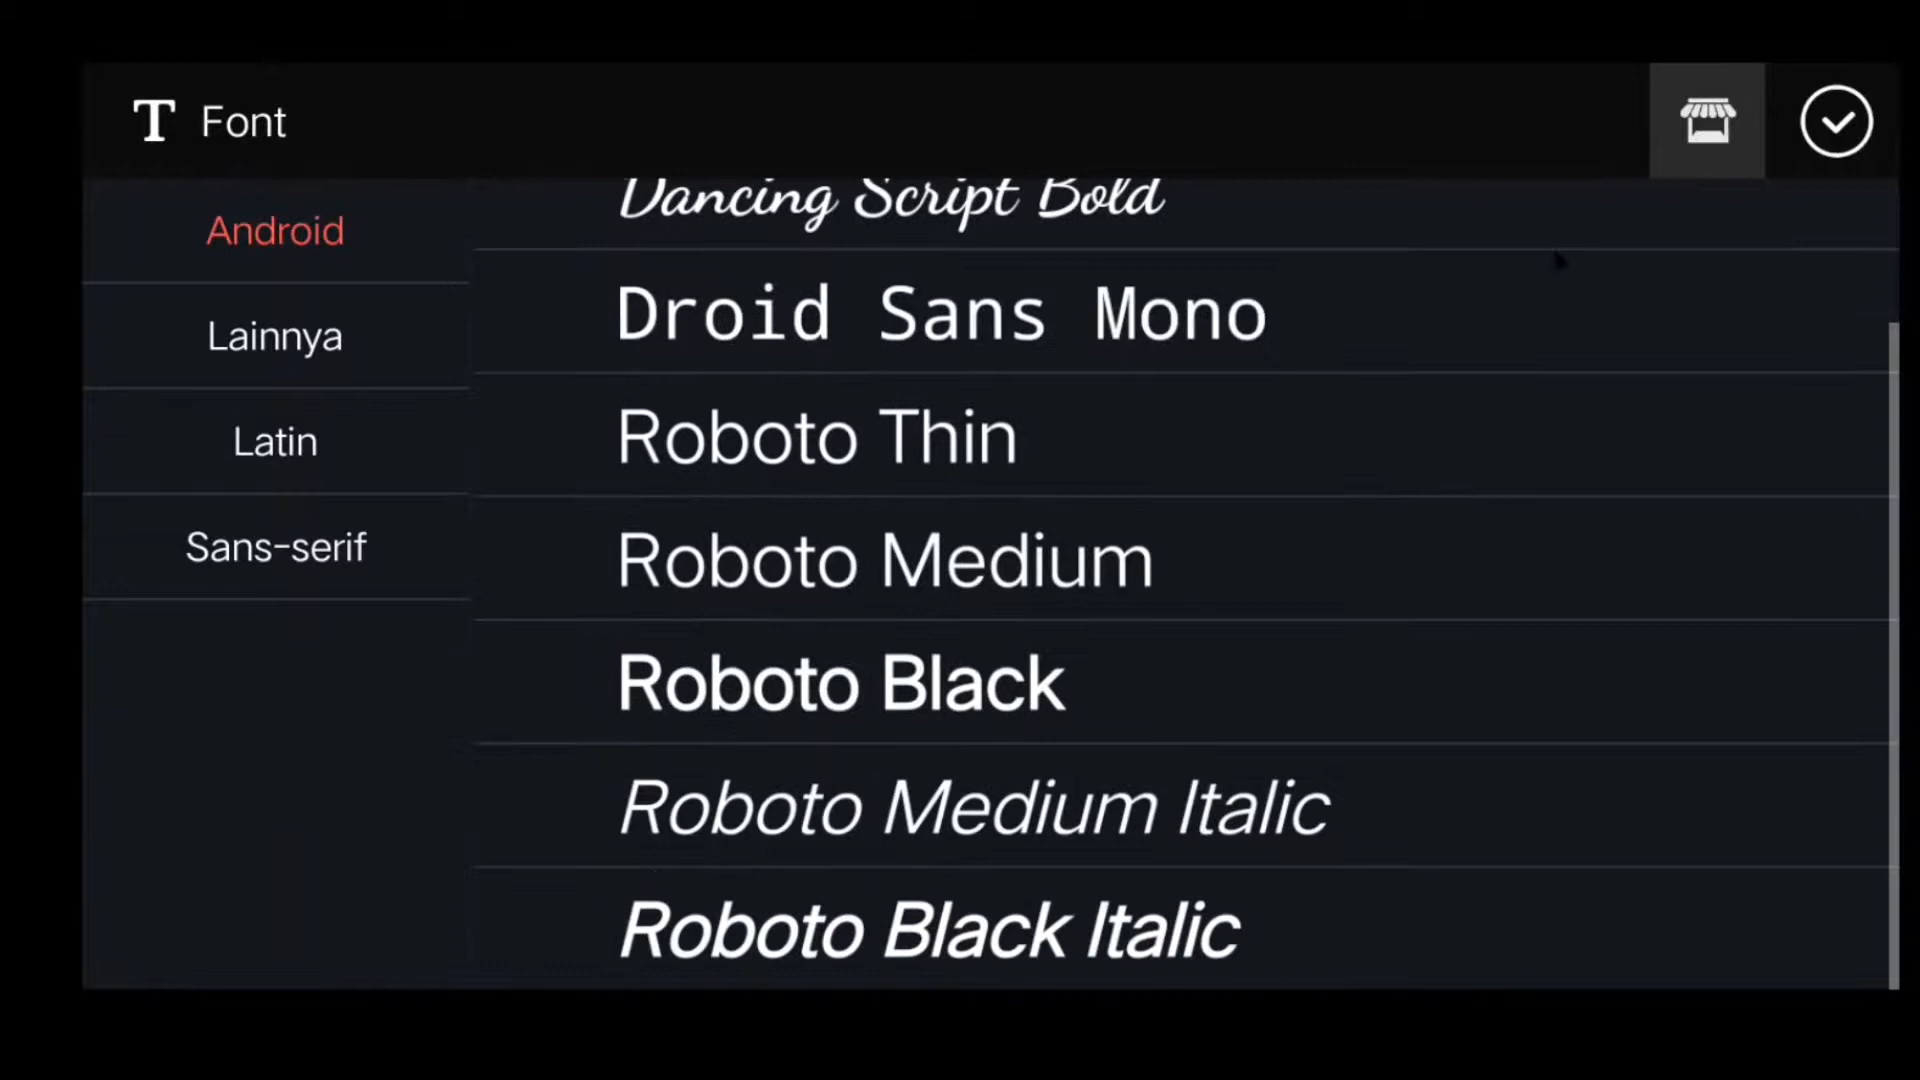 Font
Android
Lainnya
Latin
Sans-serif
Dancing Script Bold
Droid Sans Mono
Roboto Thin
Roboto Medium
Roboto Black
Roboto Medium Italic
Roboto Black Italic